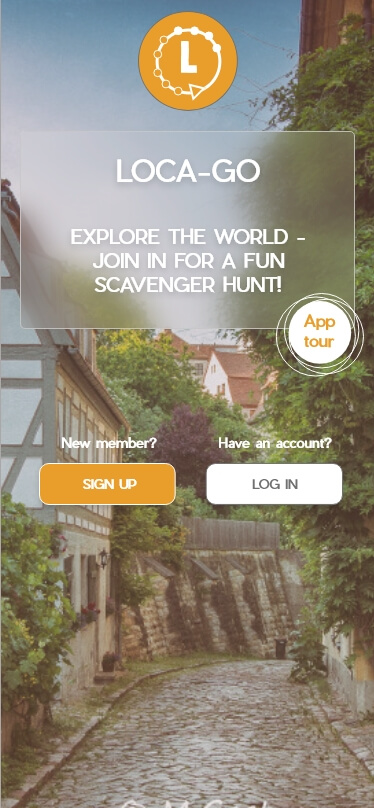 L
LOCA-GO
EXPLORE THE WORLD -
JOIN IN FOR A FUN
SCAVENGER HUNT!
App
tour
New member?
Have an account?
SIGN UP
LOG IN